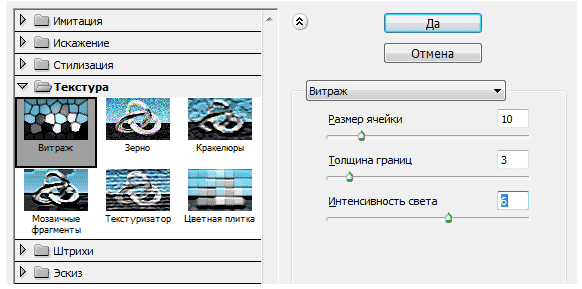 Имитация
Искажение
Стилизация
Текстура
Витраж
Зерно
Кракелюры
Мозаичные
фрагменты
Текстуризатор
Цветная плитка
Штрихи
Эскиз
Да
Отмена
Витраж
Размер ячейки 10
Толщина границ 3
Интенсивность света 6